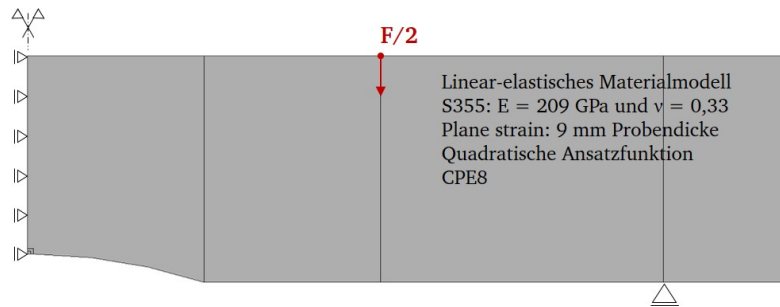 F/2
Linear-elastisches Materialmodell
S355: E = 209 GPa und ν = 0,33
Plane strain: 9 mm Probendicke
Quadratische Ansatzfunktion
CPE8